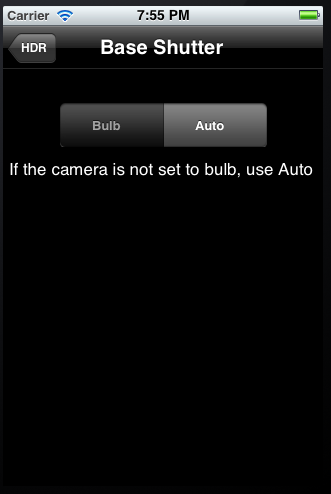 Carrier 7:55 PM
HDR Base Shutter
Bulb Auto
If the camera is not set to bulb, use Auto